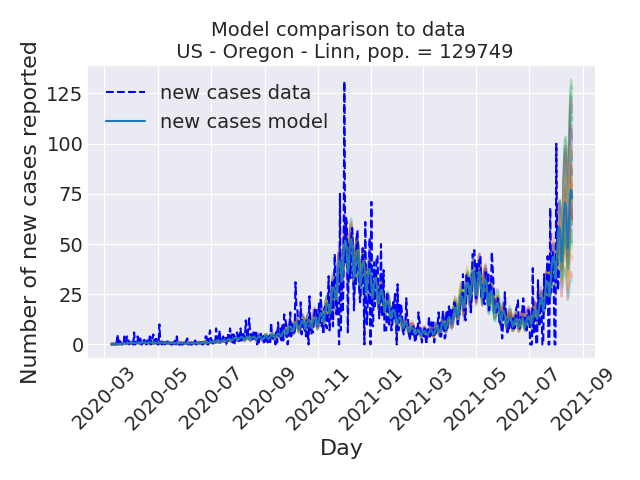 Model comparison to data
US - Oregon - Linn, pop. = 129749
Number of new cases reported
125
100
75
50
25
0
new cases data
new cases model
2020-03
2020-05
2020-07
2020-09
2020-11
2021-01
2021-03
2021-05
2021-07
2021-09
Day